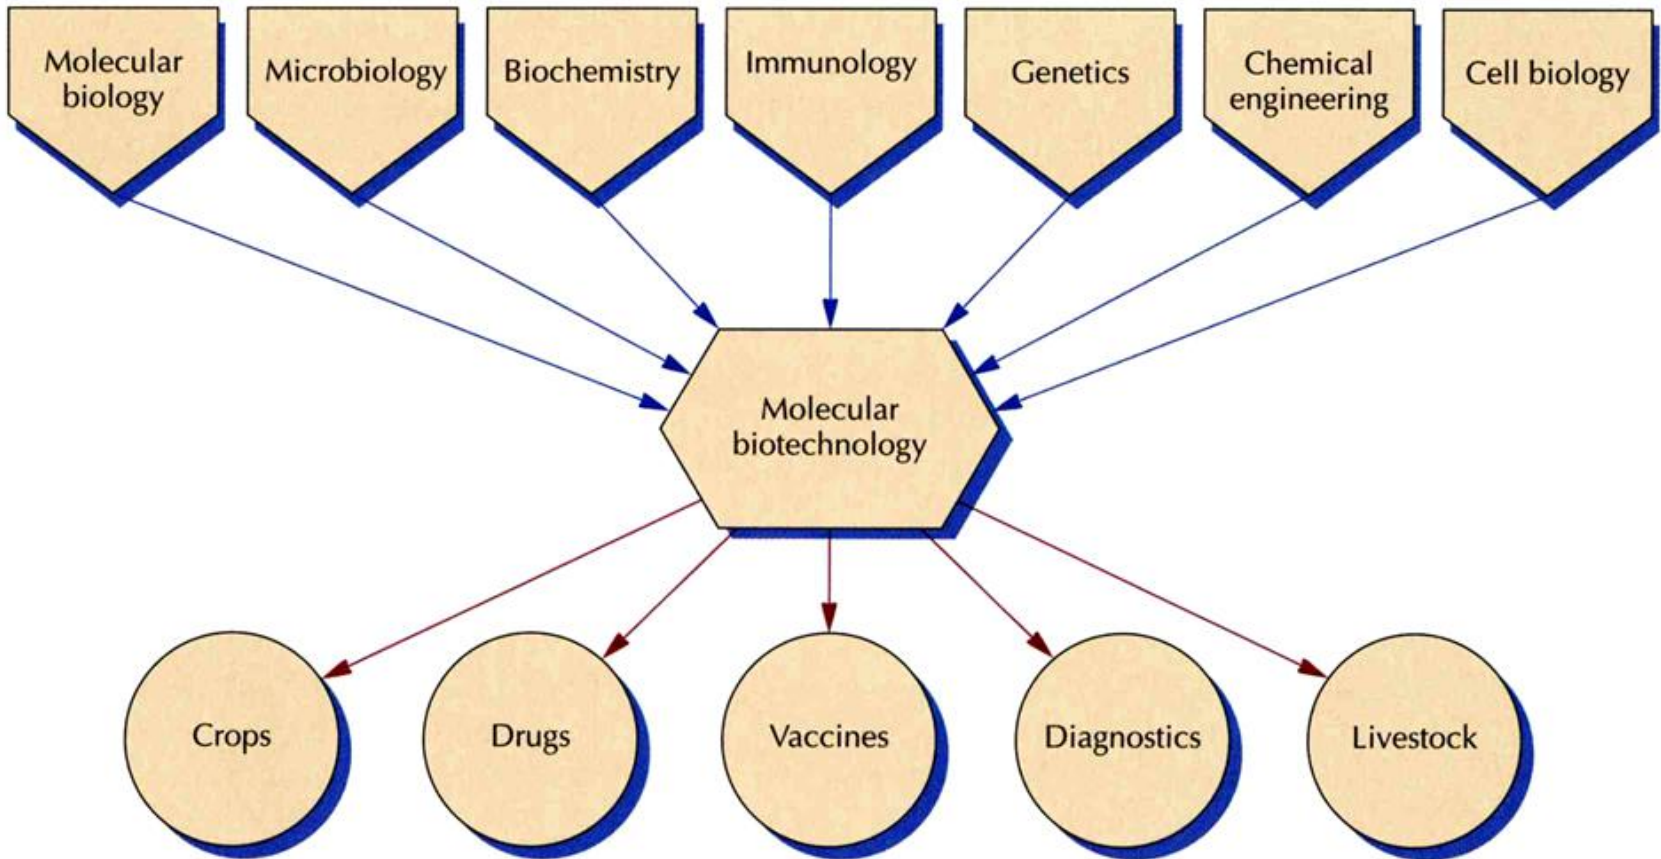 Molecular
biology
Microbiology
Biochemistry
Immunology
Genetics
Chemical
engineering
Cell biology
Molecular
biotechnology
Crops
Drugs
Vaccines
Diagnostics
Livestock